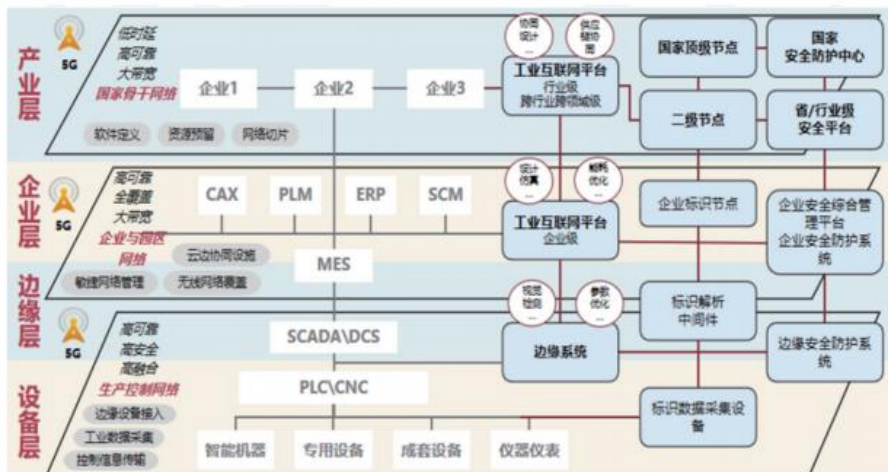 产业层
5G
低时延
高可靠
大带宽
国家骨干网络
企业1
企业2
企业3
协同
设计
...
供应
链协
同
工业互联网平台
行业级
跨行业跨领域级
国家顶级节点
国家
安全防护中心
二级节点
省/行业级
安全平台
软件定义
资源预留
网络切片
企业层
5G
高可靠
全覆盖
大带宽
企业与园区
网络
CAX
PLM
ERP
SCM
设计
仿真
...
能耗
优化
...
工业互联网平台
企业级
企业标识节点
企业安全综合管
理平台
企业安全防护系
统
云边协同设施
敏捷网络管理
无线网络覆盖
MES
边缘层
5G
高可靠
高安全
高融合
生产控制网络
SCADA\DCS
视觉
检测
...
参数
优化
...
边缘系统
标识解析
中间件
边缘安全防护系
统
设备层
PLC\CNC
边缘设备接入
工业数据采集
控制信息传输
智能机器
专用设备
成套设备
仪器仪表
标识数据采集设
备